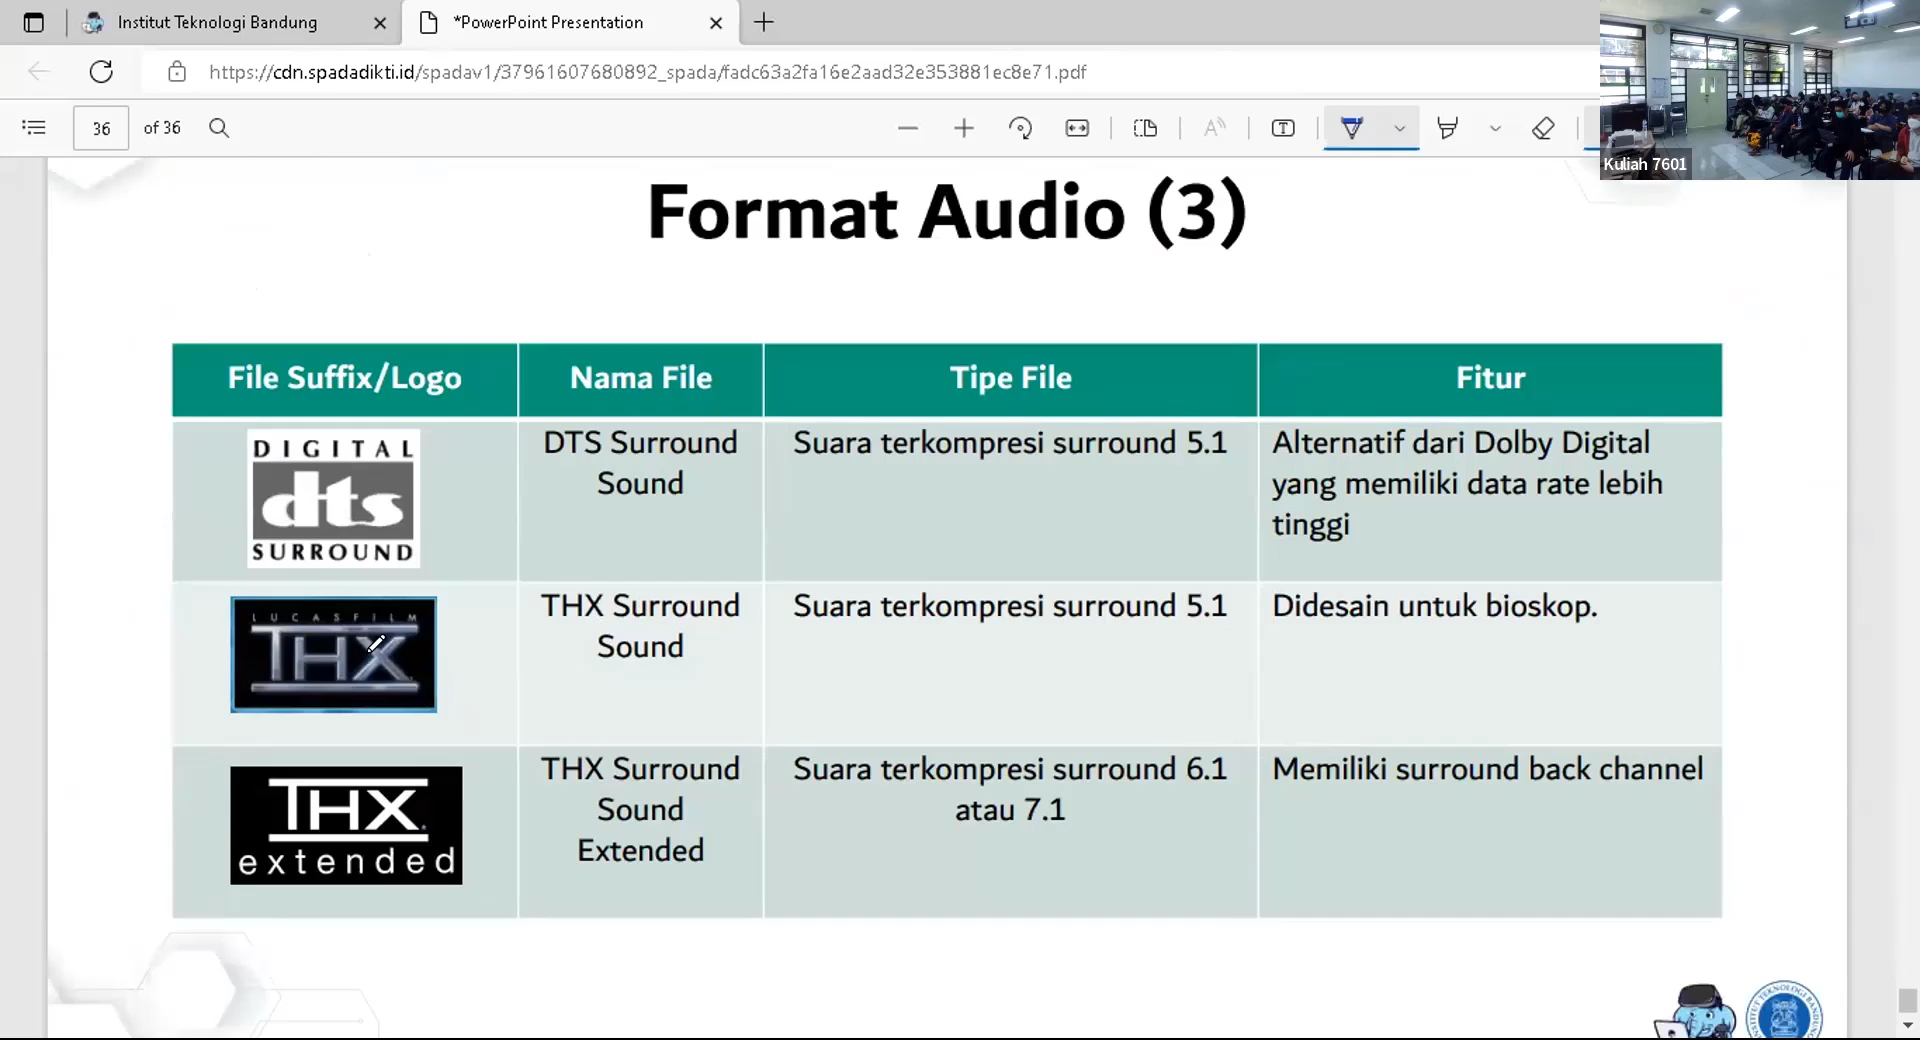 Institut Teknologi Bandung
*PowerPoint Presentation
https://cdn.spadadikti.id/spadav1/37961607680892_spada/fadc63a2fa16e2aad32e353881ec8e71.pdf
36 of 36
Kuliah 7601
Format Audio (3)
File Suffix/Logo Nama File Tipe File Fitur
DIGITAL
dts
SURROUND
DTS Surround
Sound
Suara terkompresi surround 5.1
Alternatif dari Dolby Digital
yang memiliki data rate lebih
tinggi
LUCASFILM
THX
THX Surround
Sound
Suara terkompresi surround 5.1
Didesain untuk bioskop.
THX
extended
THX Surround
Sound
Extended
Suara terkompresi surround 6.1
atau 7.1
Memiliki surround back channel
INSTITUT TEKNOLOGI BANDUNG